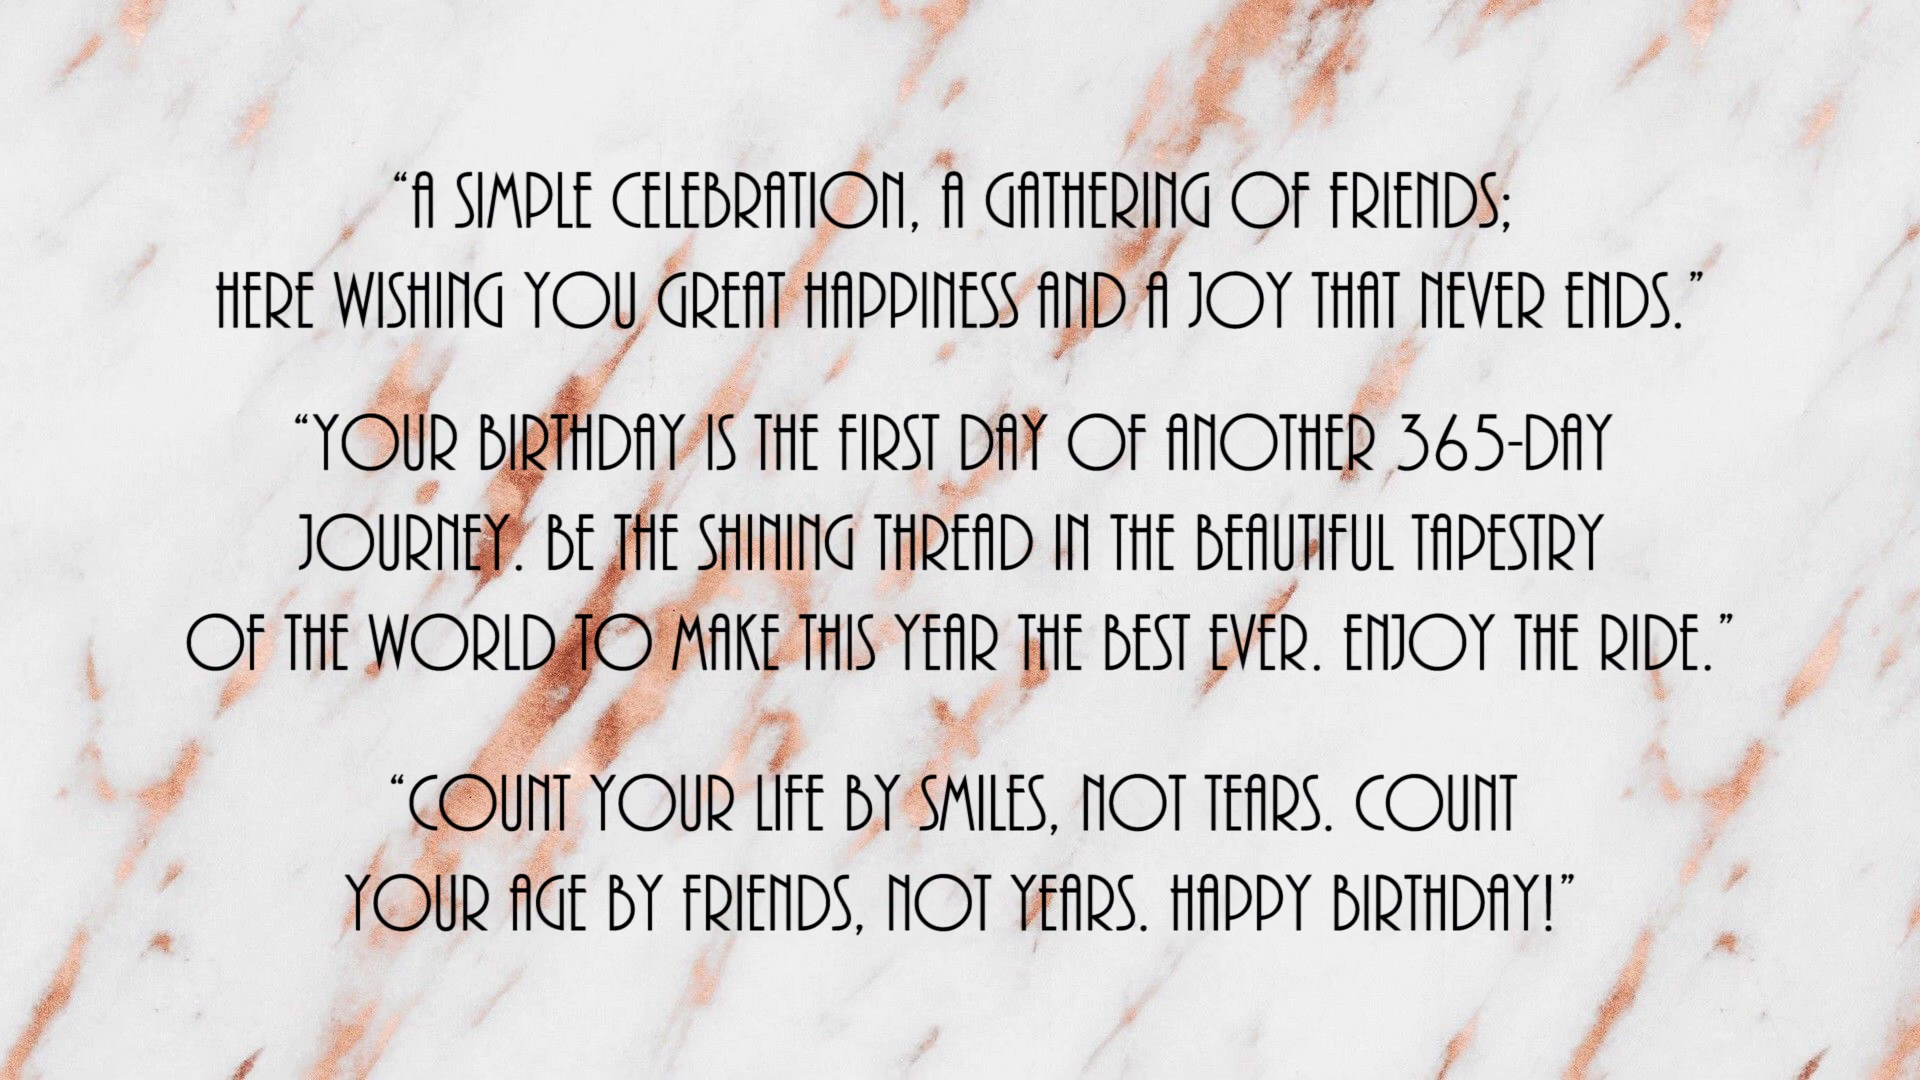 “A SIMPLE CELEBRATION, A GATHERING OF FRIENDS;
HERE WISHING YOU GREAT HAPPINESS AND A JOY THAT NEVER ENDS.”
“YOUR BIRTHDAY IS THE FIRST DAY OF ANOTHER 365-DAY
JOURNEY. BE THE SHINING THREAD IN THE BEAUTIFUL TAPESTRY
OF THE WORLD TO MAKE THIS YEAR THE BEST EVER. ENJOY THE RIDE.”
“COUNT YOUR LIFE BY SMILES, NOT TEARS. COUNT
YOUR AGE BY FRIENDS, NOT YEARS. HAPPY BIRTHDAY!”